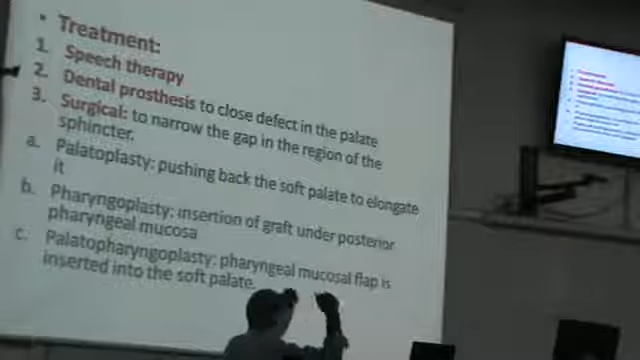 • Treatment:
1. Speech therapy
2. Dental prosthesis to close defect in the palate
3. Surgical: to narrow the gap in the region of the
sphincter.
a. Palatoplasty: pushing back the soft palate to elongate
it
b. Pharyngoplasty: insertion of graft under posterior
pharyngeal mucosa
c. Palatopharyngoplasty: pharyngeal mucosal flap is
inserted into the soft palate.